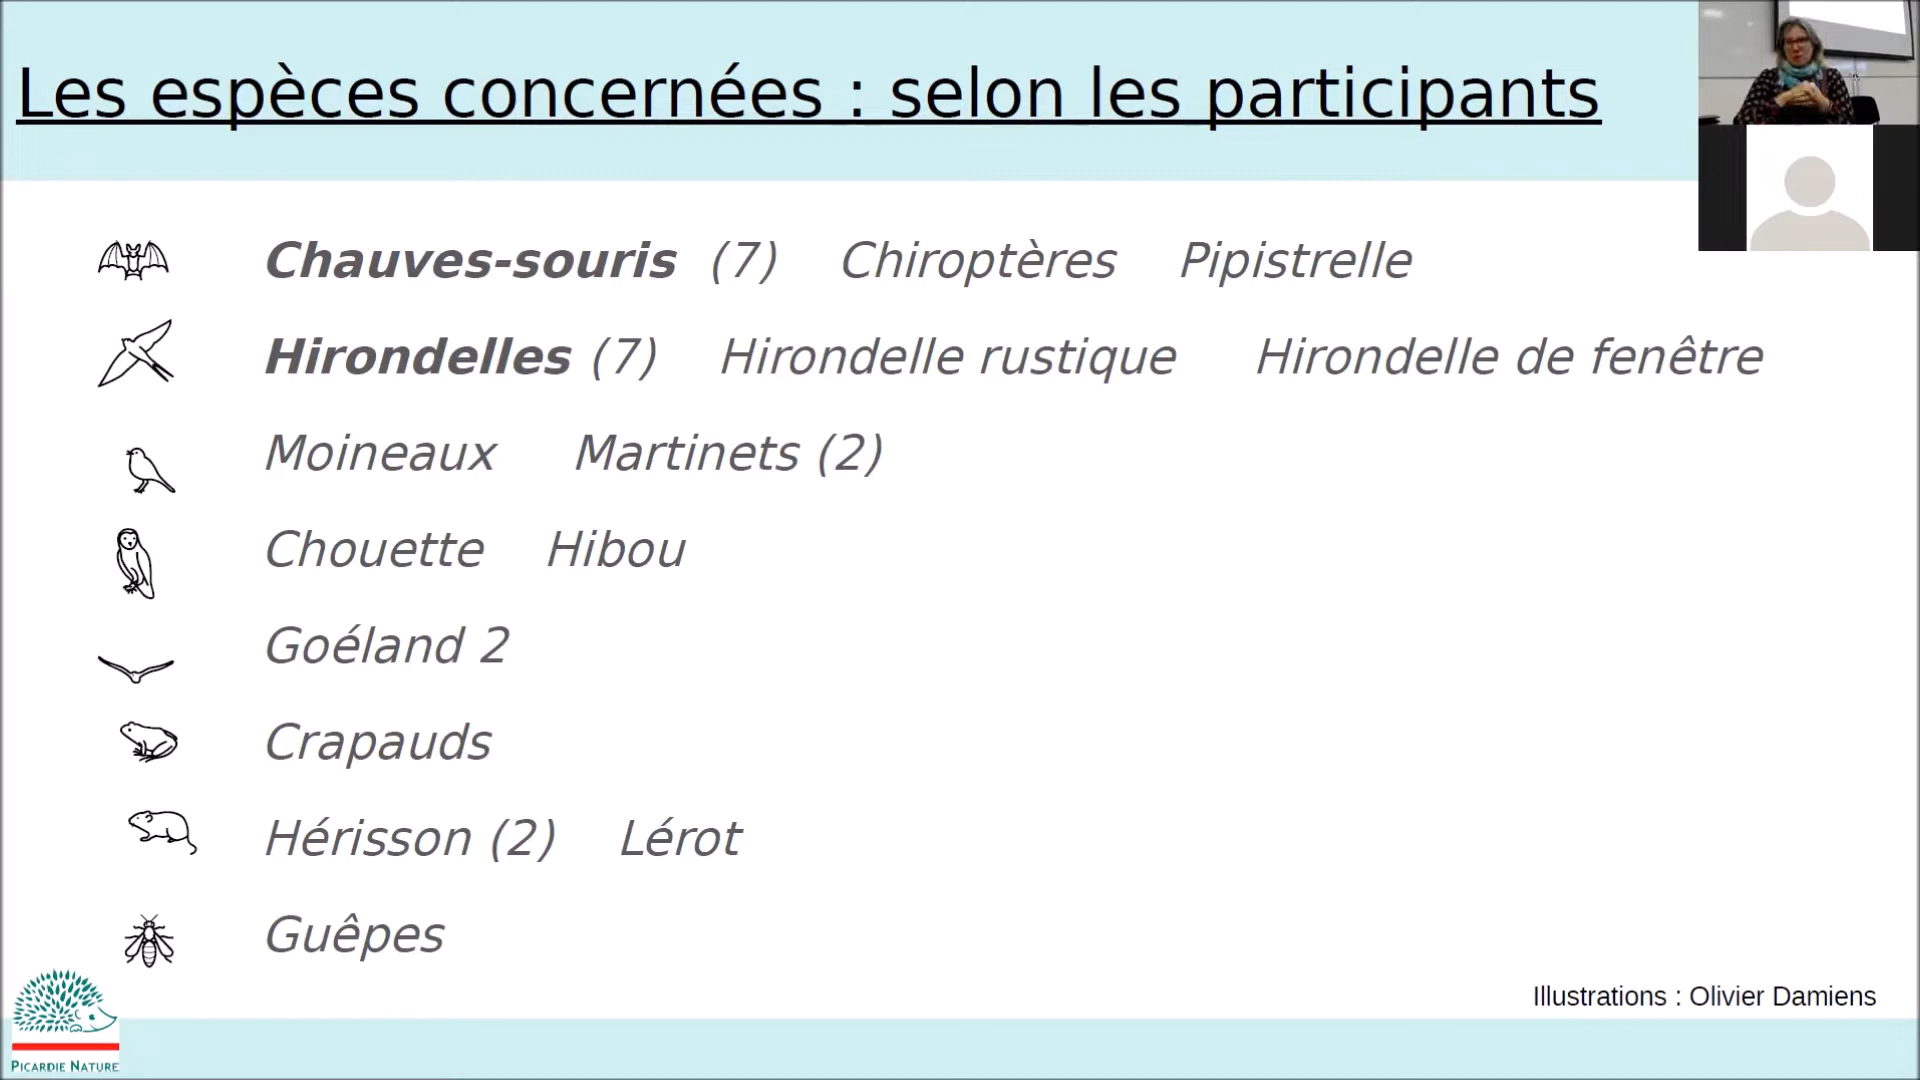 Les espèces concernées : selon les participants
Chauves-souris (7) Chiroptères Pipistrelle
Hirondelles (7) Hirondelle rustique Hirondelle de fenêtre
Moineaux Martinets (2)
Chouette Hibou
Goéland 2
Crapauds
Hérisson (2) Lérot
Guêpes
Illustrations : Olivier Damiens
PICARDIE NATURE